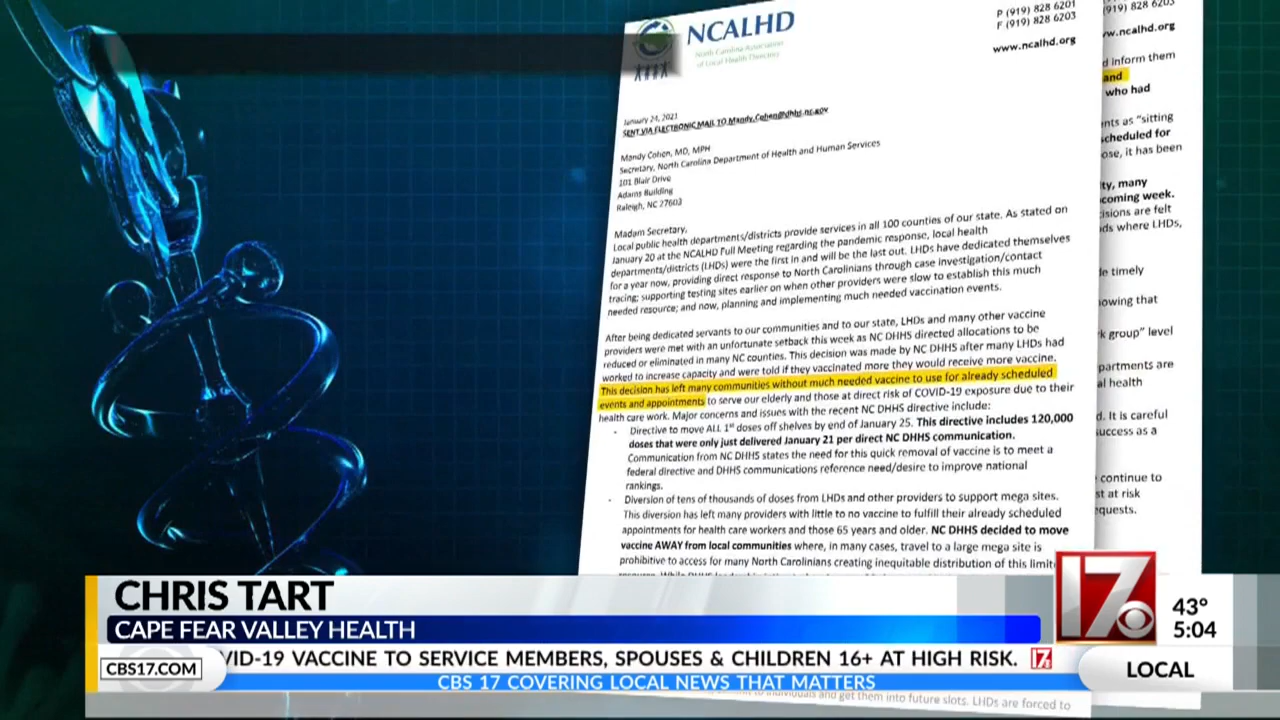 NCALHD
North Carolina Association
of Local Health Directors
P (919) 828 6201
F (919) 828 6203
www.ncalhd.org
January 24, 2021
SENT VIA ELECTRONIC MAIL TO Mandy.Cohen@dhhs.nc.gov
Mandy Cohen, MD, MPH
Secretary, North Carolina Department of Health and Human Services
101 Blair Drive
Adams Building
Raleigh, NC 27603
Madam Secretary,
Local public health departments/districts provide services in all 100 counties of our state. As stated on
January 20 at the NCALHD Full Meeting regarding the pandemic response, local health
departments/districts (LHDs) were the first in and will be the last out. LHDs have dedicated themselves
for a year now, providing direct response to North Carolinians through case investigation/contact
tracing; supporting testing sites earlier on when other providers were slow to establish this much
needed resource; and now, planning and implementing much needed vaccination events.
After being dedicated servants to our communities and to our state, LHDs and many other vaccine
providers were met with an unfortunate setback this week as NC DHHS directed allocations to be
reduced or eliminated in many NC counties. This decision was made by NC DHHS after many LHDs had
worked to increase capacity and were told if they vaccinated more they would receive more vaccine.
This decision has left many communities without much needed vaccine to use for already scheduled
events and appointments to serve our elderly and those at direct risk of COVID-19 exposure due to their
health care work. Major concerns and issues with the recent NC DHHS directive include:
- Directive to move ALL 1st doses off shelves by end of January 25. This directive includes 120,000
doses that were only just delivered January 21 per direct NC DHHS communication.
Communication from NC DHHS states the need for this quick removal of vaccine is to meet a
federal directive and DHHS communications reference need/desire to improve national
rankings.
- Diversion of tens of thousands of doses from LHDs and other providers to support mega sites.
This diversion has left many providers with little to no vaccine to fulfill their already scheduled
appointments for health care workers and those 65 years and older. NC DHHS decided to move
vaccine AWAY from local communities where, in many cases, travel to a large mega site is
prohibitive to access for many North Carolinians creating inequitable distribution of this limit
(919) 828 6203
ww.ncalhd.org
d inform them
and
who had
nts as "sitting
scheduled for
ose, it has been
ty, many
coming week.
isions are felt
ds where LHDs,
le timely
nowing that
rk group" level
partments are
al health
d. It is careful
success as a
continue to
st at risk
equests.
CHRIS TART
CAPE FEAR VALLEY HEALTH
17
43°
5:04
CBS17.COM
VID-19 VACCINE TO SERVICE MEMBERS, SPOUSES & CHILDREN 16+ AT HIGH RISK. 17
LOCAL
CBS 17 COVERING LOCAL NEWS THAT MATTERS
to individuals and get them into future slots. LHDs are forced to